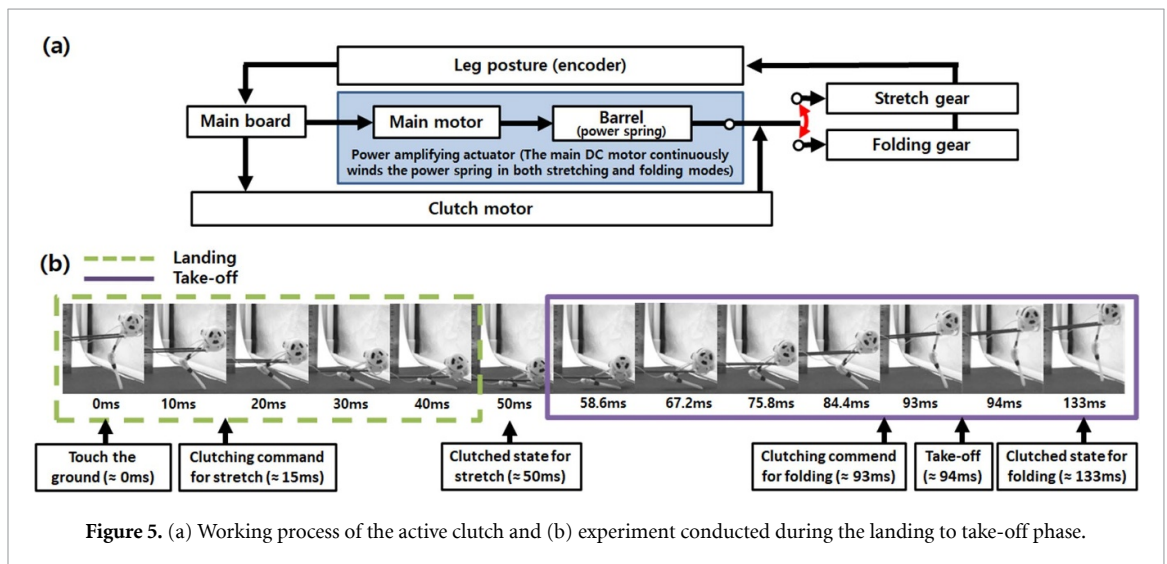 (a)
Leg posture (encoder)
Main board
Main motor
Barrel
(power spring)
Stretch gear
Folding gear
Power amplifying actuator (The main DC motor continuously
winds the power spring in both stretching and folding modes)
Clutch motor
(b)
Landing
Take-off
0ms 10ms 20ms 30ms 40ms 50ms 58.6ms 67.2ms 75.8ms 84.4ms 93ms 94ms 133ms
Touch the
ground (≈ 0ms)
Clutching command
for stretch (≈ 15ms)
Clutched state for
stretch (≈ 50ms)
Clutching commend
for folding (≈ 93ms)
Take-off
(≈ 94ms)
Clutched state for
folding (≈ 133ms)
Figure 5. (a) Working process of the active clutch and (b) experiment conducted during the landing to take-off phase.